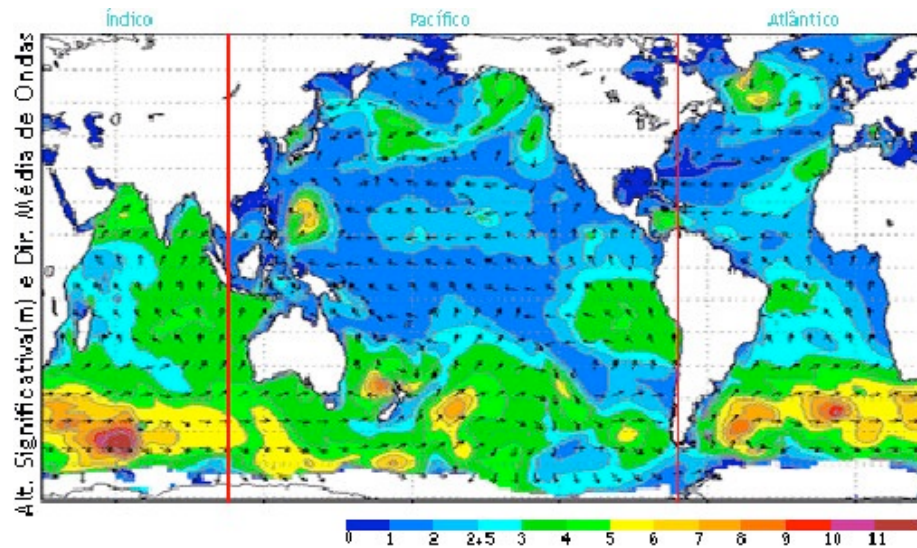 Índico Pacífico Atlântico
Alt. Significativa(m) e Dir. Média de Ondas
0 1 2 2.5 3 4 5 6 7 8 9 10 11